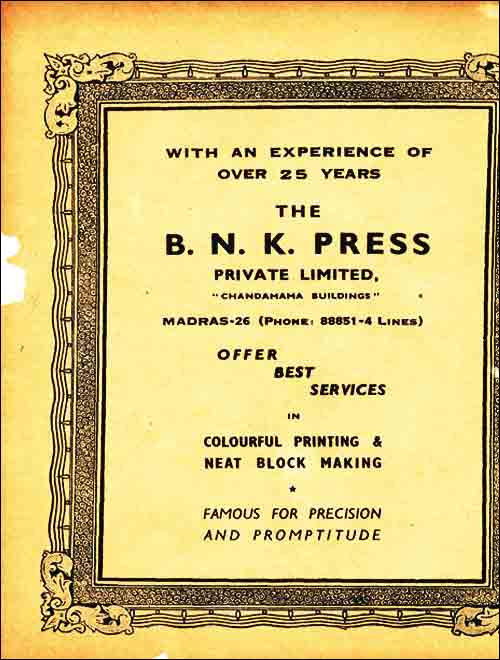 WITH AN EXPERIENCE OF
OVER 25 YEARS
THE
B. N. K. PRESS
PRIVATE LIMITED,
"CHANDAMAMA BUILDINGS"
MADRAS-26 (PHONE: 88851-4 LINES)
OFFER
BEST
SERVICES
IN
COLOURFUL PRINTING &
NEAT BLOCK MAKING
*
FAMOUS FOR PRECISION
AND PROMPTITUDE